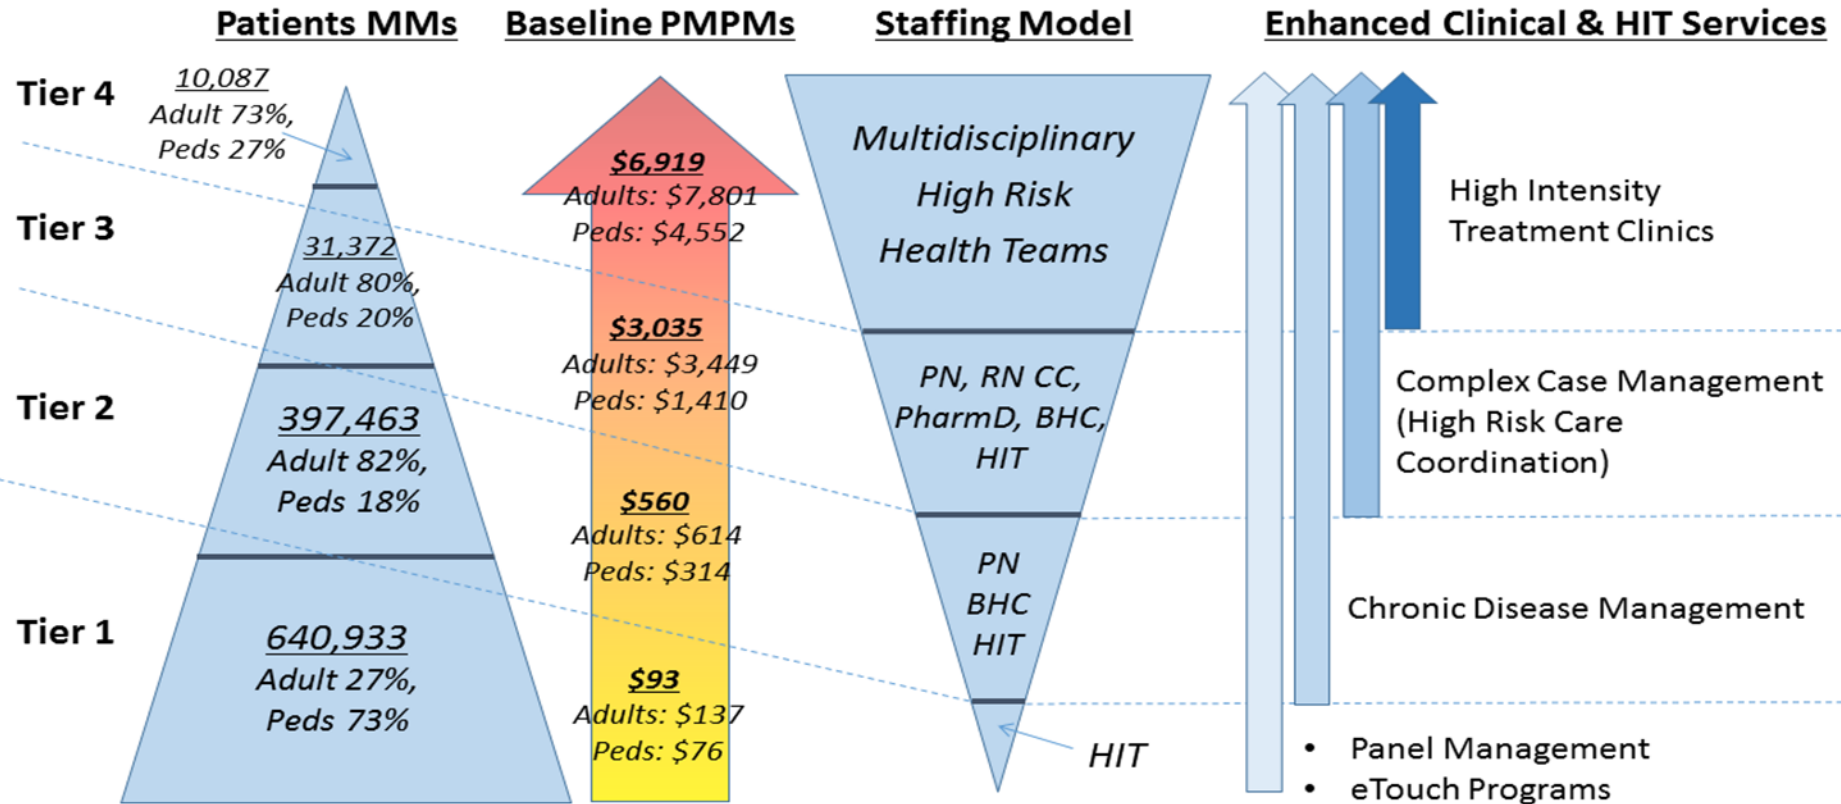 Patients MMs
Baseline PMPMs
Staffing Model
Enhanced Clinical & HIT Services
Tier 4
10,087
Adult 73%,
Peds 27%
Tier 3
31,372
Adult 80%,
Peds 20%
Tier 2
397,463
Adult 82%,
Peds 18%
Tier 1
640,933
Adult 27%,
Peds 73%
$6,919
Adults: $7,801
Peds: $4,552
$3,035
Adults: $3,449
Peds: $1,410
$560
Adults: $614
Peds: $314
$93
Adults: $137
Peds: $76
Multidisciplinary
High Risk
Health Teams
PN, RN CC,
PharmD, BHC,
HIT
PN
BHC
HIT
HIT
High Intensity
Treatment Clinics
Complex Case Management
(High Risk Care
Coordination)
Chronic Disease Management
• Panel Management
• eTouch Programs